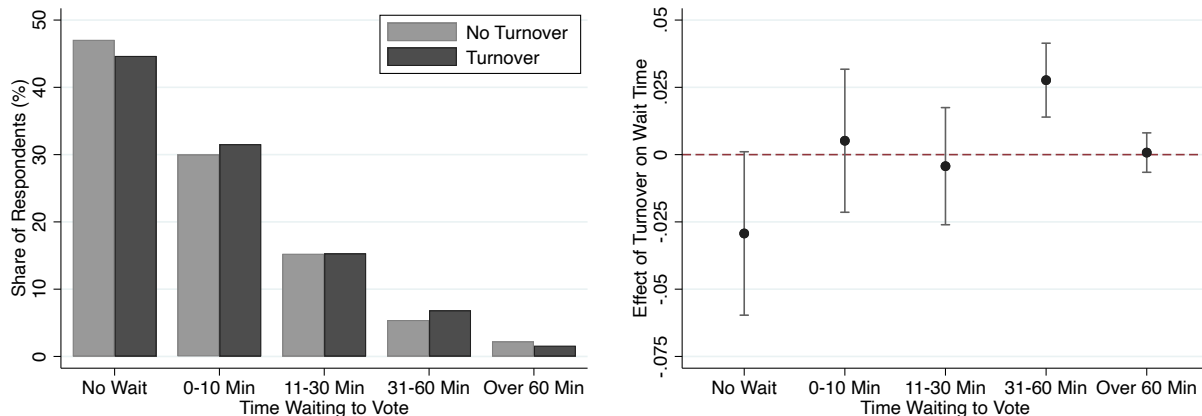 Share of Respondents (%)
50
40
30
20
10
0
No Turnover
Turnover
No Wait 0-10 Min 11-30 Min 31-60 Min Over 60 Min
Time Waiting to Vote
Effect of Turnover on Wait Time
.05
.025
0
-.025
-.05
-.075
No Wait 0-10 Min 11-30 Min 31-60 Min Over 60 Min
Time Waiting to Vote